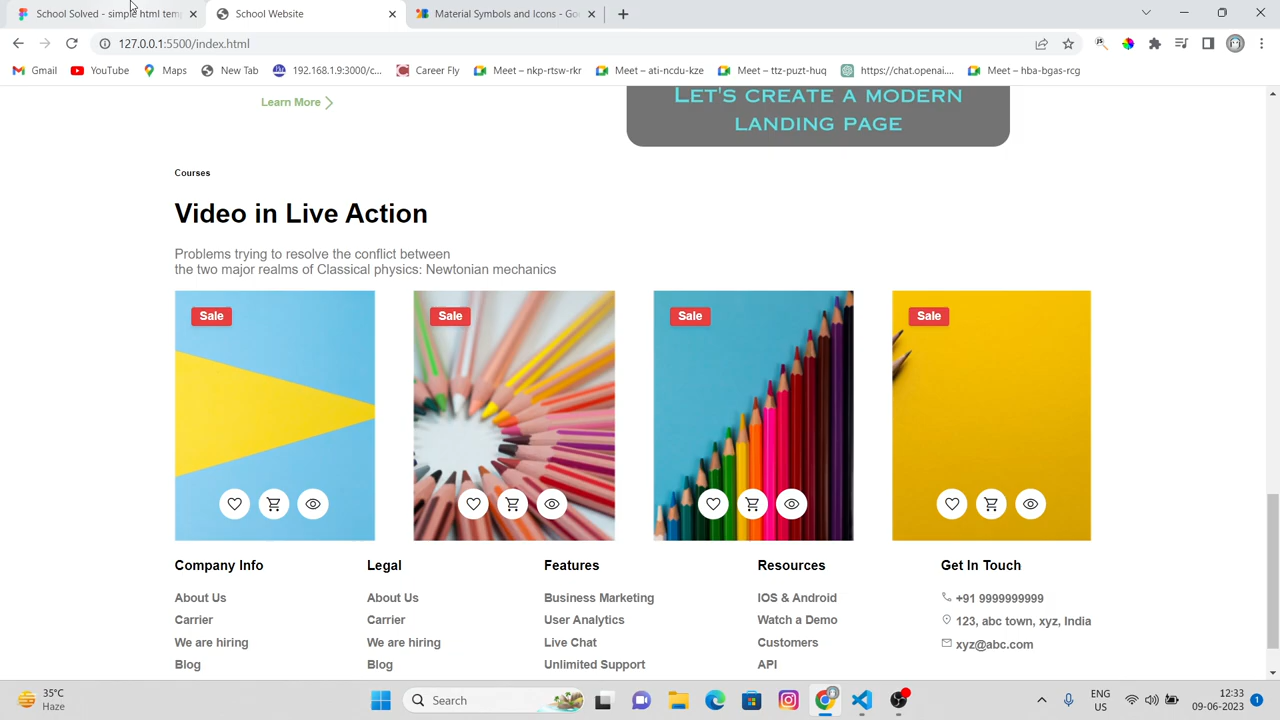 School Solved - simple html tem
School Website
Material Symbols and Icons - Goo
127.0.0.1:5500/index.html
Gmail
YouTube
Maps
New Tab
192.168.1.9:3000/c...
Career Fly
Meet – nkp-rtsw-rkr
Meet – ati-ncdu-kze
Meet – ttz-puzt-huq
https://chat.openai....
Meet – hba-bgas-rcg
Learn More
Let's create a modern
landing page
Courses
Video in Live Action
Problems trying to resolve the conflict between
the two major realms of Classical physics: Newtonian mechanics
Sale
Sale
Sale
Sale
Company Info
About Us
Carrier
We are hiring
Blog
Legal
About Us
Carrier
We are hiring
Blog
Features
Business Marketing
User Analytics
Live Chat
Unlimited Support
Resources
IOS & Android
Watch a Demo
Customers
API
Get In Touch
+91 9999999999
123, abc town, xyz, India
xyz@abc.com
35°C
Haze
Search
ENG
US
12:33
09-06-2023
1